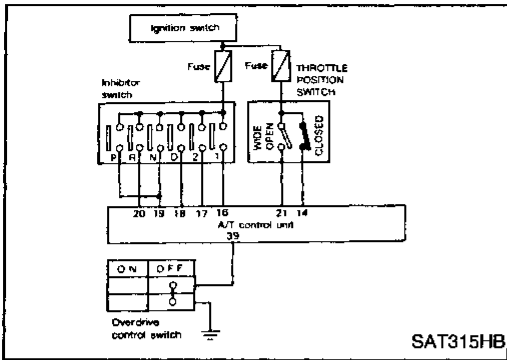 Ignition switch
Fuse
Fuse
THROTTLE
POSITION
SWITCH
Inhibitor
switch
WIDE
OPEN
CLOSED
P R N D 2 1
20 19 18 17 16 21 14
A/T control unit
39
ON OFF
Overdrive
control switch
SAT315HB